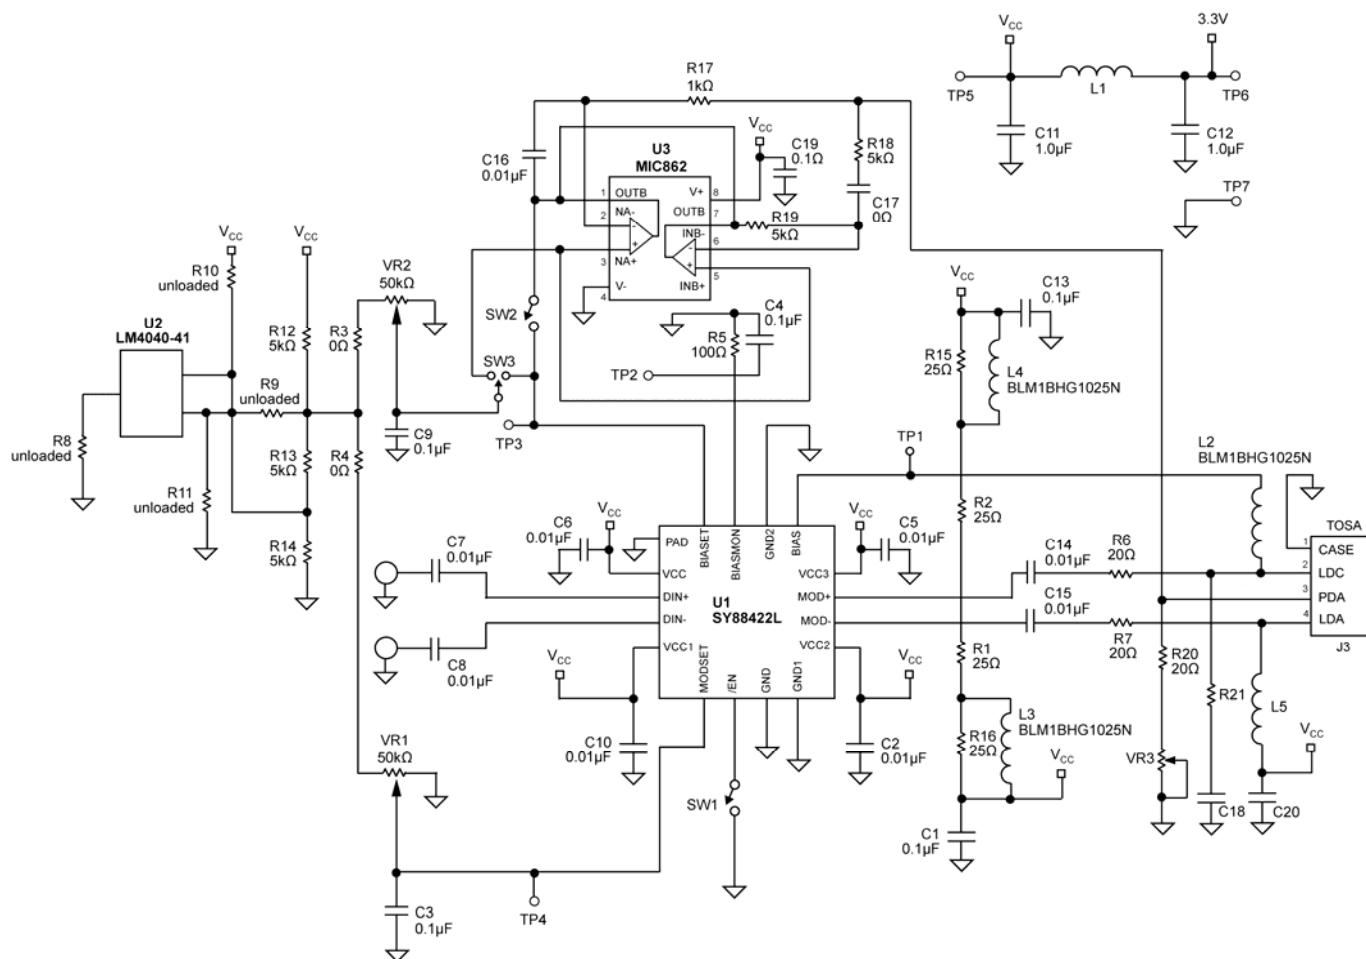 VCC
3.3V
TP5
L1
TP6
C11
1.0µF
C12
1.0µF
TP7
R17
1kΩ
VCC
C19
0.1Ω
R18
5kΩ
C17
0Ω
C16
0.01µF
U3
MIC862
1
OUTB
V+
8
2
NA-
OUTB
7
R19
5kΩ
NA+
3
INB-
6
V-
4
INB+
5
VCC
R10
unloaded
VCC
VR2
50kΩ
U2
LM4040-41
R12
5kΩ
R3
0Ω
R9
unloaded
R8
unloaded
R11
unloaded
R13
5kΩ
R4
0Ω
R14
5kΩ
C9
0.1µF
SW2
SW3
TP3
TP2
R5
100Ω
C4
0.1µF
VCC
C13
0.1µF
R15
25Ω
L4
BLM1BHG1025N
TP1
L2
BLM1BHG1025N
R2
25Ω
R1
25Ω
R16
25Ω
L3
BLM1BHG1025N
VCC
C1
0.1µF
C7
0.01µF
C8
0.01µF
C6
0.01µF
VCC
VCC
C5
0.01µF
PAD
BIASET
BIASMON
GND2
BIAS
VCC
VCC3
DIN+
MOD+
U1
SY88422L
DIN-
MOD-
VCC1
VCC2
MODSET
/EN
GND
GND1
VCC
C10
0.01µF
VCC
C2
0.01µF
SW1
C14
0.01µF
R6
20Ω
C15
0.01µF
R7
20Ω
TOSA
1
CASE
2
LDC
3
PDA
4
LDA
J3
R20
20Ω
R21
L5
VCC
VR3
C18
C20
VR1
50kΩ
C3
0.1µF
TP4